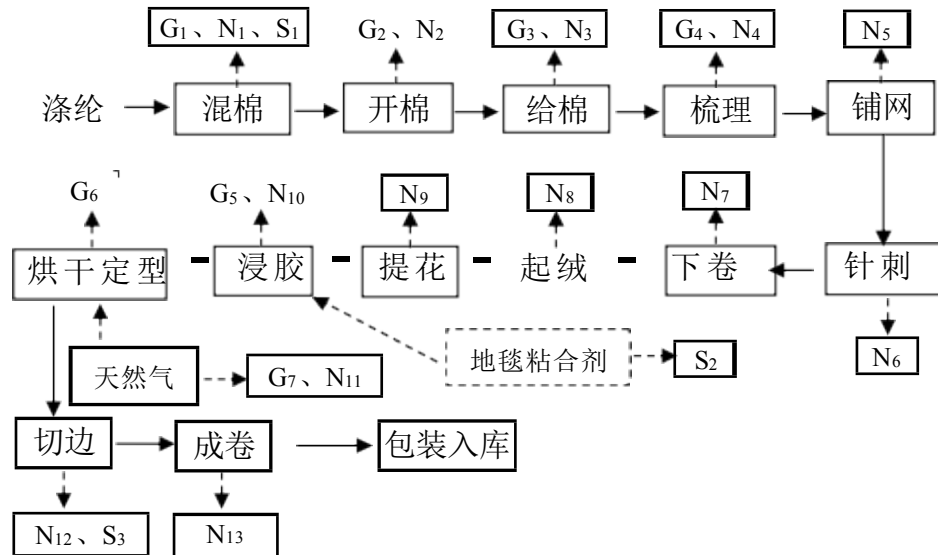 G₁、N₁、S₁ G₂、N₂ G₃、N₃ G₄、N₄ N₅
涤纶 混棉 开棉 给棉 梳理 铺网
G₆ G₅、N₁₀ N₉ N₈ N₇
烘干定型 浸胶 提花 起绒 下卷 针刺
天然气 G₇、N₁₁ 地毯粘合剂 S₂ N₆
切边 成卷 包装入库
N₁₂、S₃ N₁₃